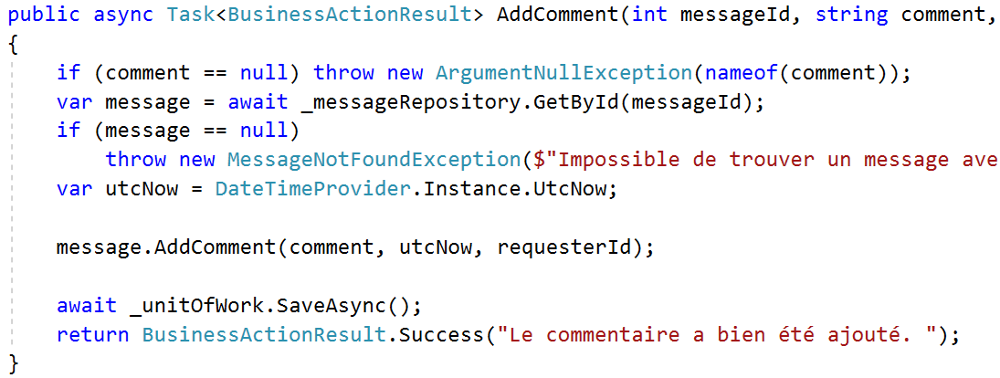 public async Task<BusinessActionResult> AddComment(int messageId, string comment,
{
if (comment == null) throw new ArgumentNullException(nameof(comment));
var message = await _messageRepository.GetById(messageId);
if (message == null)
throw new MessageNotFoundException($"Impossible de trouver un message ave
var utcNow = DateTimeProvider.Instance.UtcNow;
message.AddComment(comment, utcNow, requesterId);
await _unitOfWork.SaveAsync();
return BusinessActionResult.Success("Le commentaire a bien été ajouté. ");
}